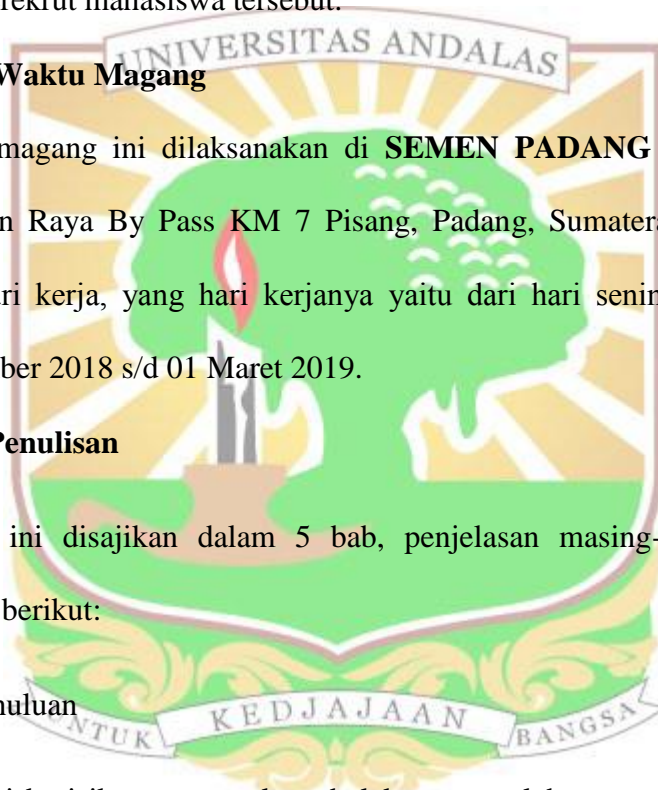 rekrut mahasiswa tersebut.
UNIVERSITAS ANDALAS
Waktu Magang
magang ini dilaksanakan di SEMEN PADANG
n Raya By Pass KM 7 Pisang, Padang, Sumatera
ri kerja, yang hari kerjanya yaitu dari hari senin
ber 2018 s/d 01 Maret 2019.
Penulisan
ini disajikan dalam 5 bab, penjelasan masing-
berikut:
huluan
UNTUK KEDJAJAAN BANGSA